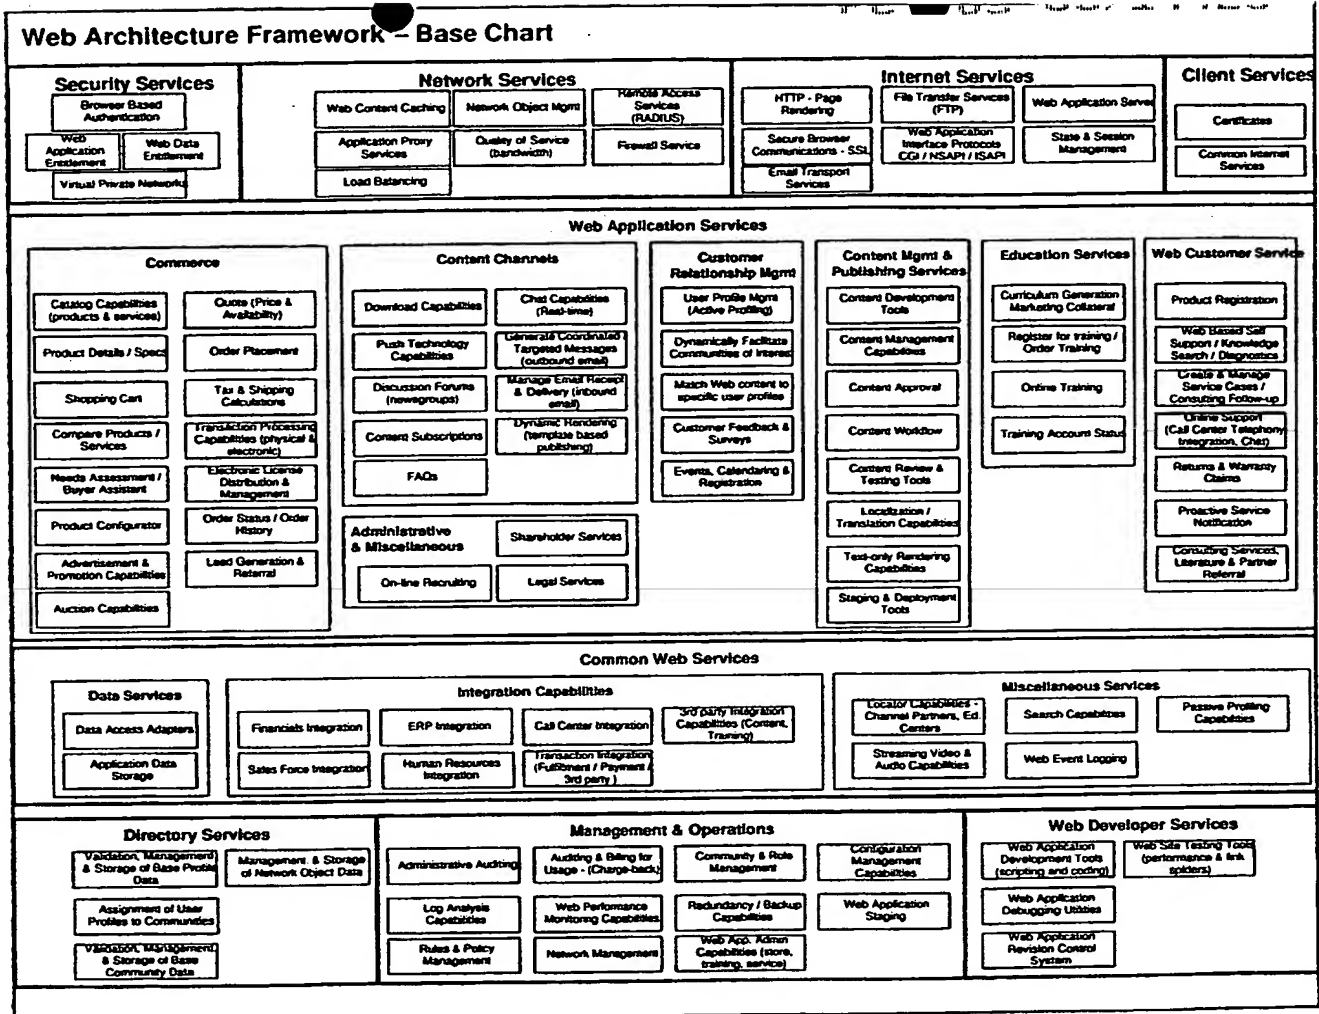 Web Architecture Framework – Base Chart
Security Services
Browser Based
Authentication
Web
Application
Entitlement
Web Data
Entitlement
Virtual Private Networks
Network Services
Web Content Caching
Network Object Mgmt
Remote Access
Services
(RADIUS)
Application Proxy
Services
Quality of Service
(bandwidth)
Firewall Service
Load Balancing
Internet Services
HTTP - Page
Rendering
File Transfer Services
(FTP)
Web Application Server
Secure Browser
Communications - SSL
Web Application
Interface Protocols
CGI / NSAPI / ISAPI
State & Session
Management
Email Transport
Services
Client Services
Certificates
Common Internet
Services
Web Application Services
Commerce
Catalog Capabilities
(products & services)
Quote (Price &
Availability)
Product Details / Specs
Order Placement
Shopping Cart
Tax & Shipping
Calculations
Compare Products /
Services
Transaction Processing
Capabilities (physical &
electronic)
Needs Assessment /
Buyer Assistant
Electronic License
Distribution &
Management
Product Configurator
Order Status / Order
History
Advertisement &
Promotion Capabilities
Lead Generation &
Referral
Auction Capabilities
Content Channels
Download Capabilities
Chat Capabilities
(Real-time)
Push Technology
Capabilities
Generate Coordinated /
Targeted Messages
(outbound email)
Discussion Forums
(newsgroups)
Manage Email Receipt
& Delivery (inbound
email)
Content Subscriptions
Dynamic Rendering
(template based
publishing)
FAQs
Administrative
& Miscellaneous
Shareholder Services
On-line Recruiting
Legal Services
Customer
Relationship Mgmt
User Profile Mgmt
(Active Profiling)
Dynamically Facilitate
Communities of Interest
Match Web content to
specific user profiles
Customer Feedback &
Surveys
Events, Calendaring &
Registration
Content Mgmt &
Publishing Services
Content Development
Tools
Content Management
Capabilities
Content Approval
Content Workflow
Content Review &
Testing Tools
Localization /
Translation Capabilities
Text-only Rendering
Capabilities
Staging & Deployment
Tools
Education Services
Curriculum Generation
Marketing Collateral
Register for training /
Order Training
Online Training
Training Account Status
Web Customer Service
Product Registration
Web Based Self
Support / Knowledge
Search / Diagnostics
Create & Manage
Service Cases /
Consulting Follow-up
Online Support
(Call Center Telephony
Integration, Chat)
Returns & Warranty
Claims
Proactive Service
Notification
Consulting Services,
Literature & Partner
Referral
Common Web Services
Data Services
Data Access Adapters
Application Data
Storage
Integration Capabilities
Financials Integration
ERP Integration
Call Center Integration
3rd party Integration
Capabilities (Content,
Training)
Sales Force Integration
Human Resources
Integration
Transaction Integration
(Fulfillment / Payment /
3rd party )
Miscellaneous Services
Locator Capabilities -
Channel Partners, Ed.
Centers
Search Capabilities
Passive Profiling
Capabilities
Streaming Video &
Audio Capabilities
Web Event Logging
Directory Services
Validation, Management,
& Storage of Base Profile
Data
Management. & Storage
of Network Object Data
Assignment of User
Profiles to Communities
Validation, Management,
& Storage of Base
Community Data
Management & Operations
Administrative Auditing
Auditing & Billing for
Usage - (Charge-back)
Community & Role
Management
Configuration
Management
Capabilities
Log Analysis
Capabilities
Web Performance
Monitoring Capabilities
Redundancy / Backup
Capabilities
Web Application
Staging
Rules & Policy
Management
Network Management
Web App. Admin
Capabilities (store,
training, service)
Web Developer Services
Web Application
Development Tools
(scripting and coding)
Web Site Testing Tools
(performance & link
spiders)
Web Application
Debugging Utilities
Web Application
Revision Control
System